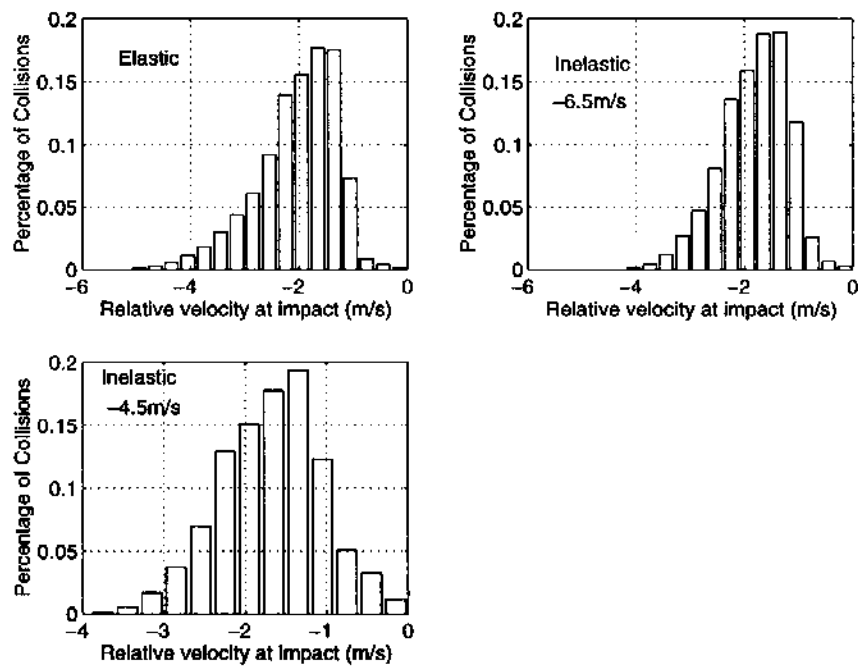 0.2
0.15
0.1
0.05
0
Percentage of Collisions
Elastic
−6
−4
−2
0
Relative velocity at impact (m/s)
0.2
0.15
0.1
0.05
0
Percentage of Collisions
Inelastic
−6.5m/s
−6
−4
−2
0
Relative velocity at impact (m/s)
0.2
0.15
0.1
0.05
0
Percentage of Collisions
Inelastic
−4.5m/s
−4
−3
−2
−1
0
Relative velocity at impact (m/s)